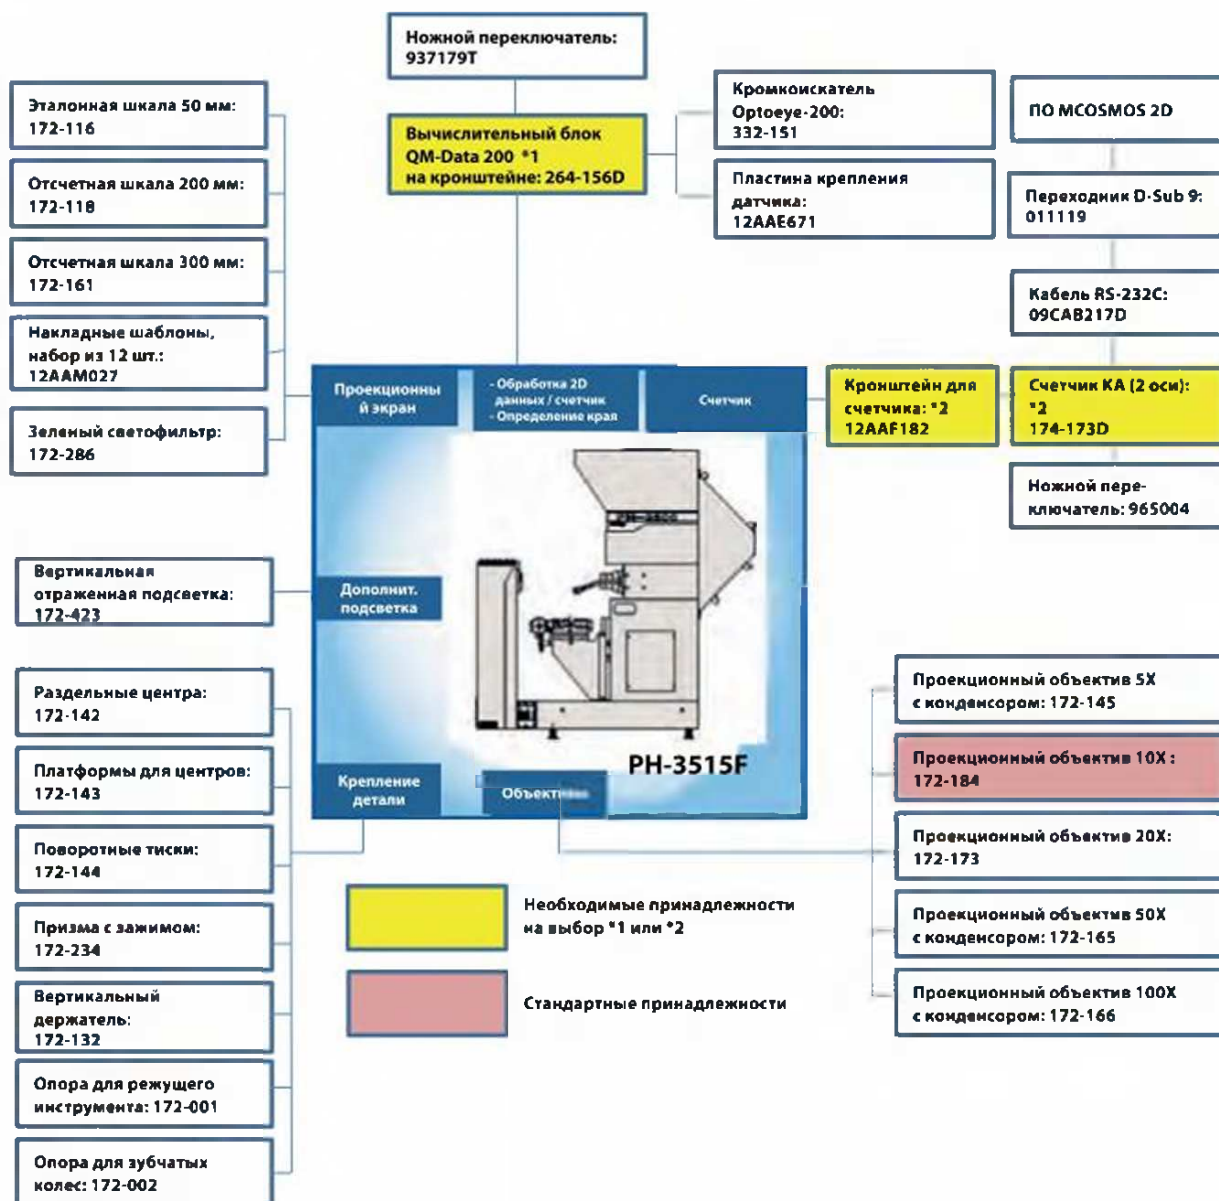 Ножной переключатель:
937179T
Эталонная шкала 50 мм:
172-116
Отсчетная шкала 200 мм:
172-118
Отсчетная шкала 300 мм:
172-161
Накладные шаблоны,
набор из 12 шт.:
12AAM027
Зеленый светофильтр:
172-286
Вычислительный блок
QM-Data 200 *1
на кронштейне: 264-156D
Кромкоискатель
Optoeye-200:
332-151
Пластина крепления
датчика:
12AAE671
ПО MCOSMOS 2D
Переходник D-Sub 9:
011119
Кабель RS-232C:
09CAB217D
Проекционны
й экран
- Обработка 2D
данных / счетчик
- Определение края
Счетчик
Кронштейн для
счетчика: *2
12AAF182
Счетчик KA (2 оси):
*2
174-173D
Ножной пере-
ключатель: 965004
Вертикальная
отраженная подсветка:
172-423
Дополнит.
подсветка
PH-3515F
Крепление
детали
Объективы
Раздельные центра:
172-142
Платформы для центров:
172-143
Поворотные тиски:
172-144
Призма с зажимом:
172-234
Вертикальный
держатель:
172-132
Опора для режущего
инструмента: 172-001
Опора для зубчатых
колес: 172-002
Проекционный объектив 5X
с конденсором: 172-145
Проекционный объектив 10X :
172-184
Проекционный объектив 20X:
172-173
Проекционный объектив 50X
с конденсором: 172-165
Проекционный объектив 100X
с конденсором: 172-166
Необходимые принадлежности
на выбор *1 или *2
Стандартные принадлежности